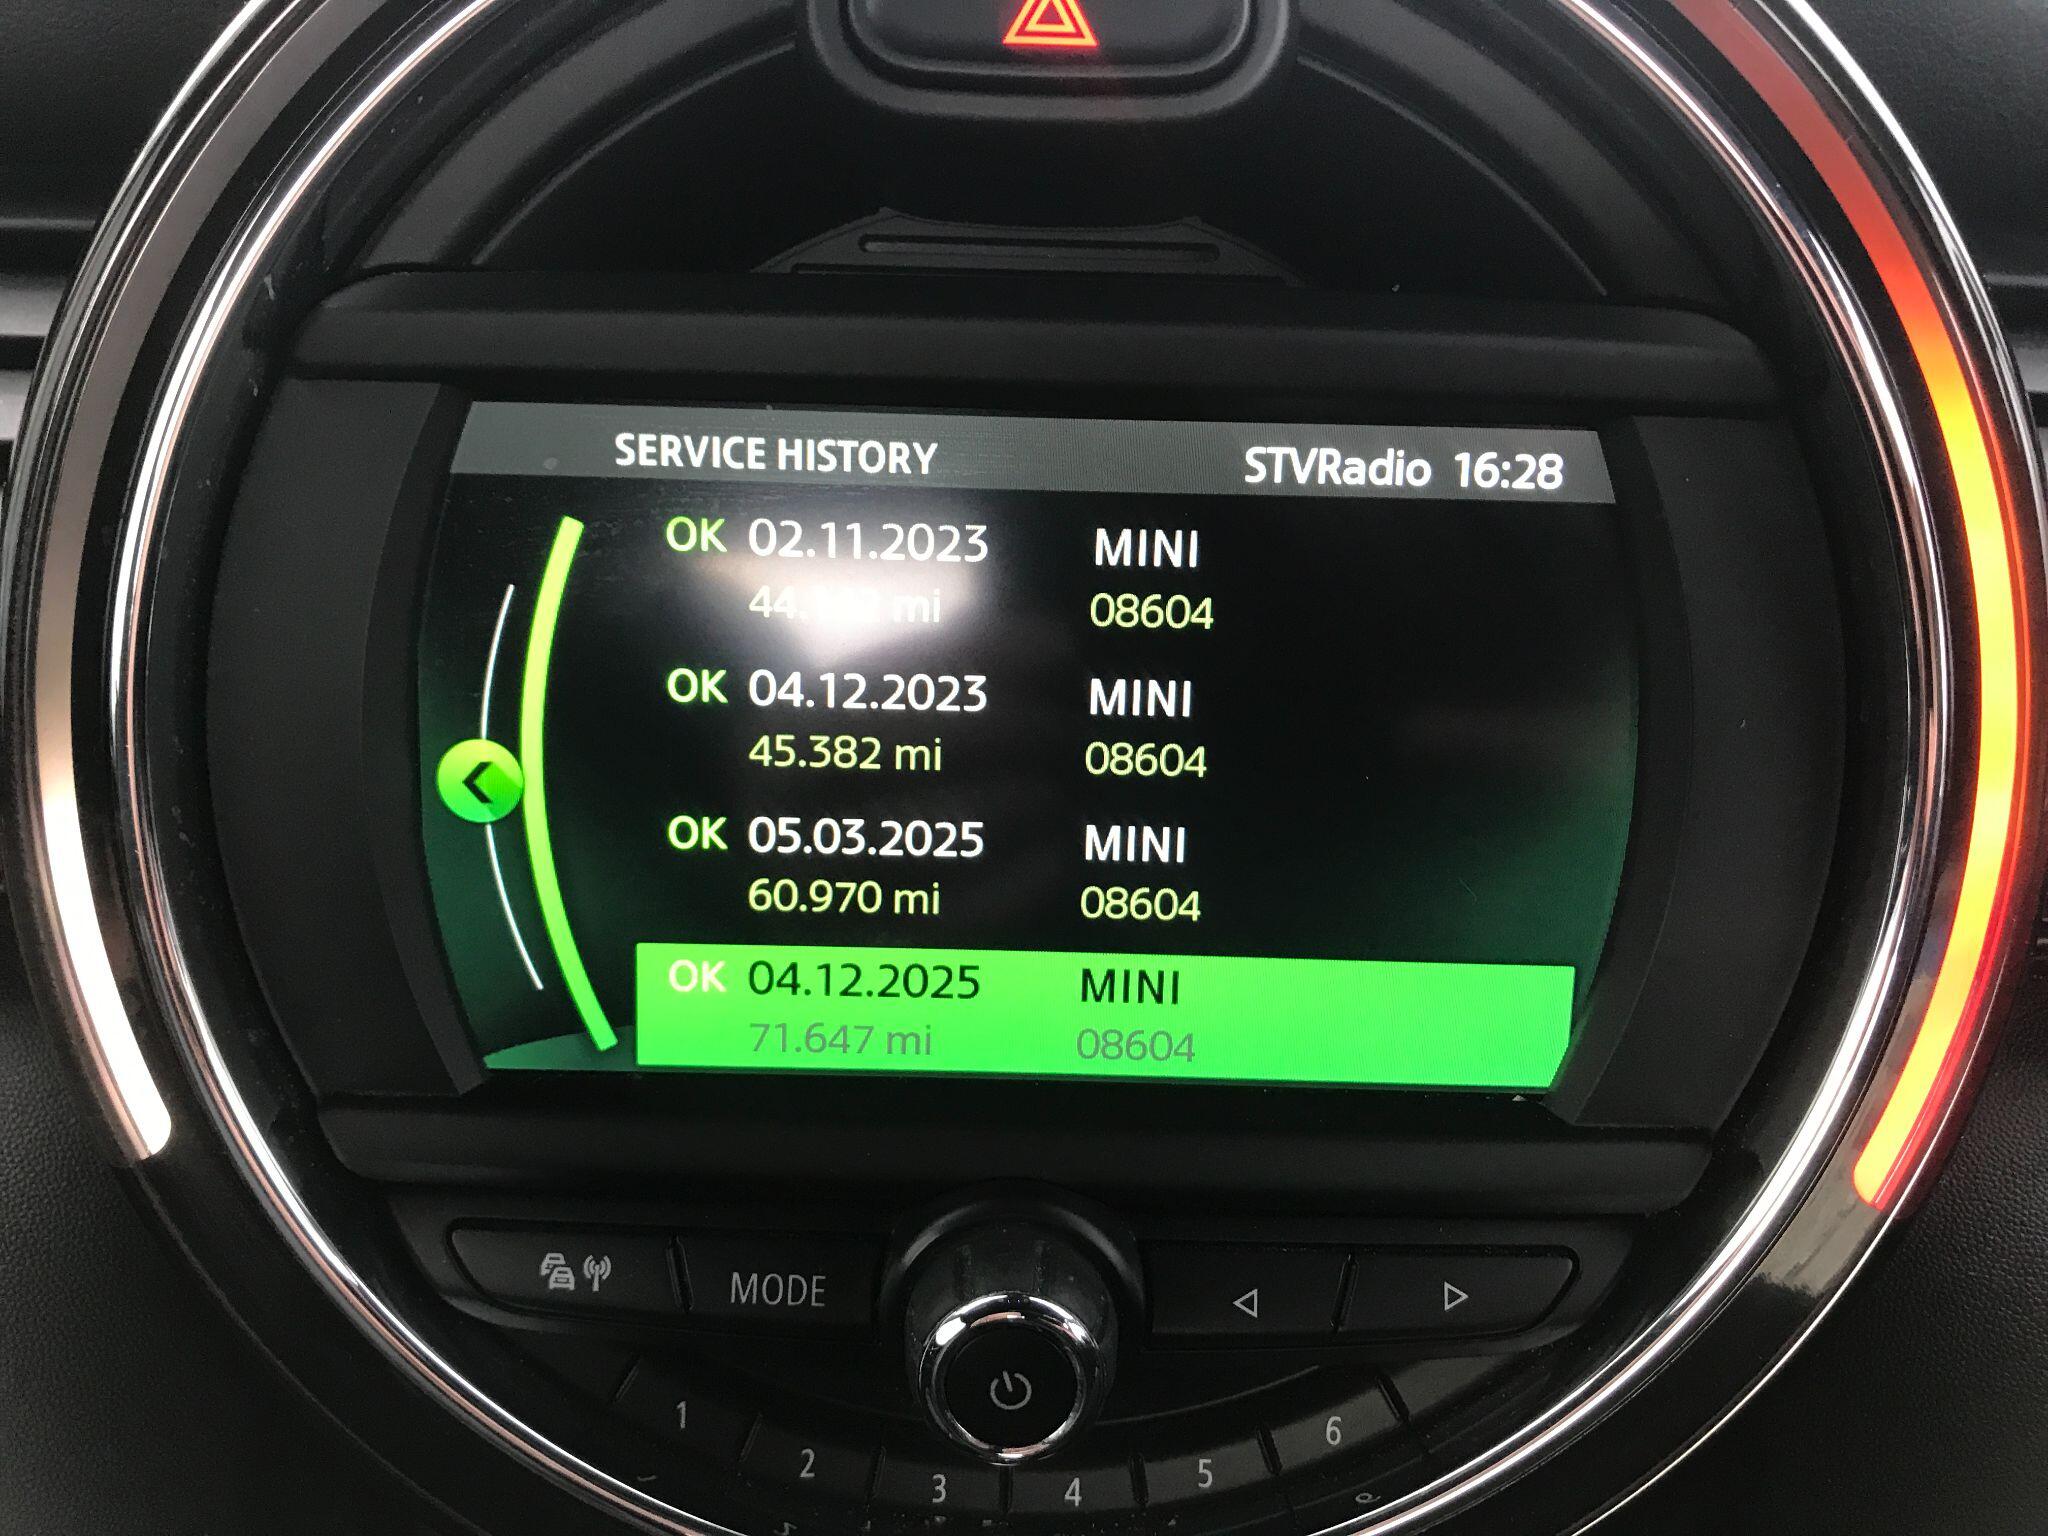 SERVICE HISTORY STVRadio 16:28
OK 02.11.2023 MINI
mi 08604
OK 04.12.2023 MINI
45.382 mi 08604
OK 05.03.2025 MINI
60.970 mi 08604
OK 04.12.2025 MINI
71.647 mi 08604
MODE
1 2 3 4 5 6